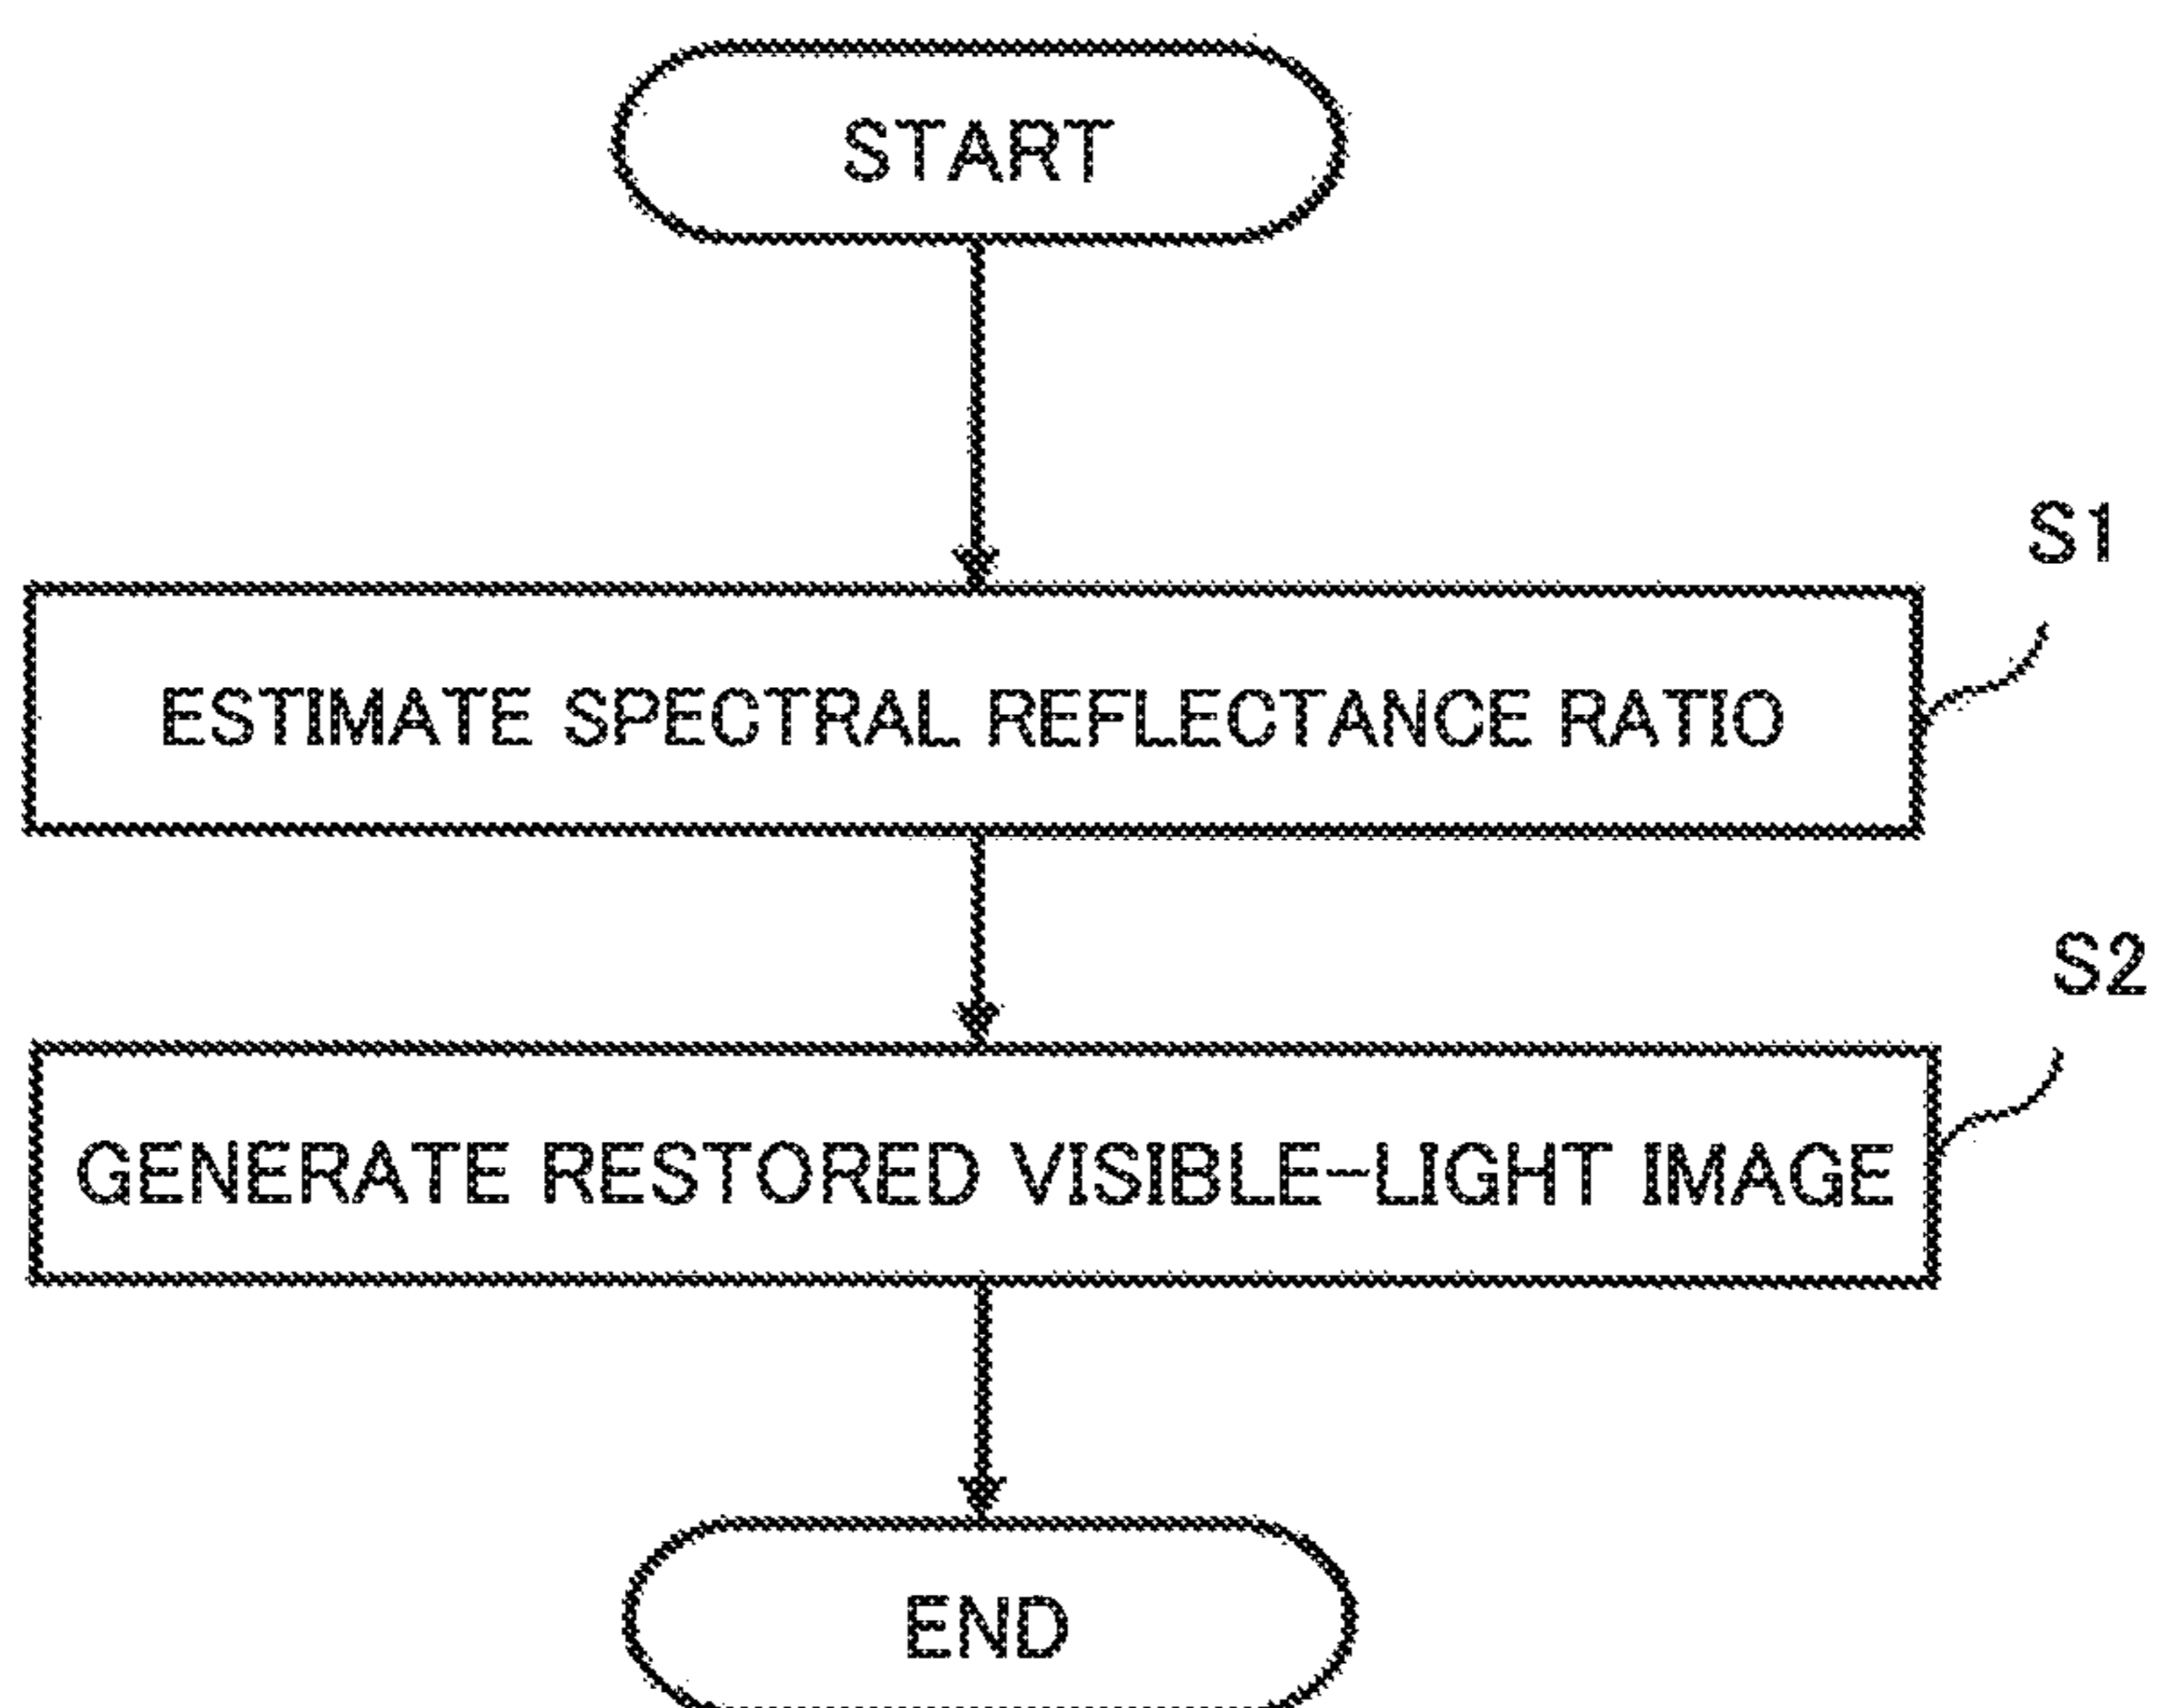 START
S1
ESTIMATE SPECTRAL REFLECTANCE RATIO
S2
GENERATE RESTORED VISIBLE-LIGHT IMAGE
END